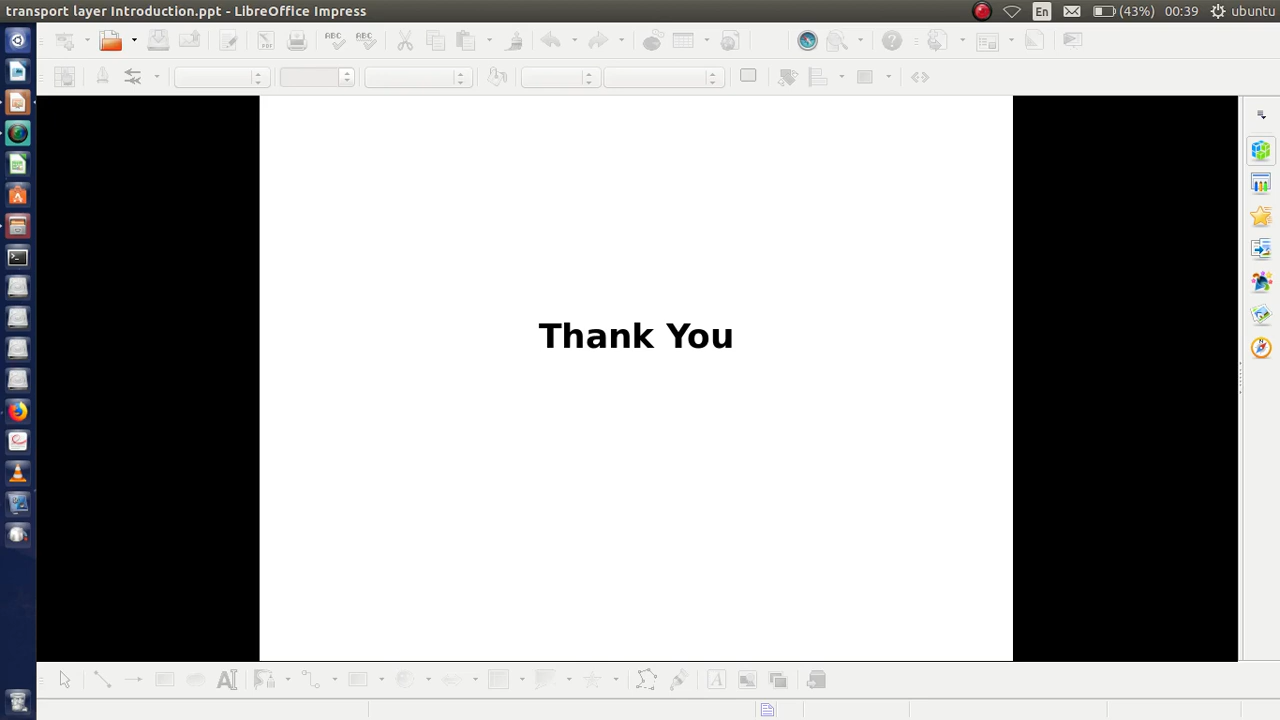 transport layer Introduction.ppt - LibreOffice Impress
En
(43%)
00:39
ubuntu
Thank You